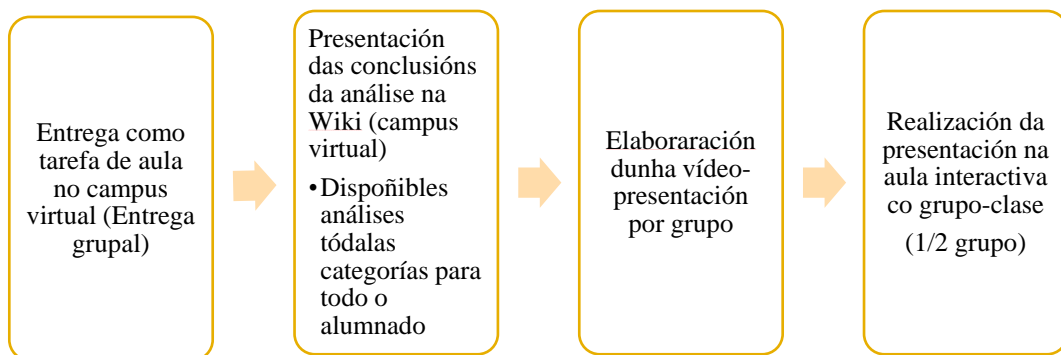 Entrega como
tarefa de aula
no campus
virtual (Entrega
grupal)
Presentación
das conclusións
da análise na
Wiki (campus
virtual)
•Dispoñibles
análises
tódalas
categorías para
todo o
alumnado
Elaboraración
dunha vídeo-
presentación
por grupo
Realización da
presentación na
aula interactiva
co grupo-clase
(1/2 grupo)